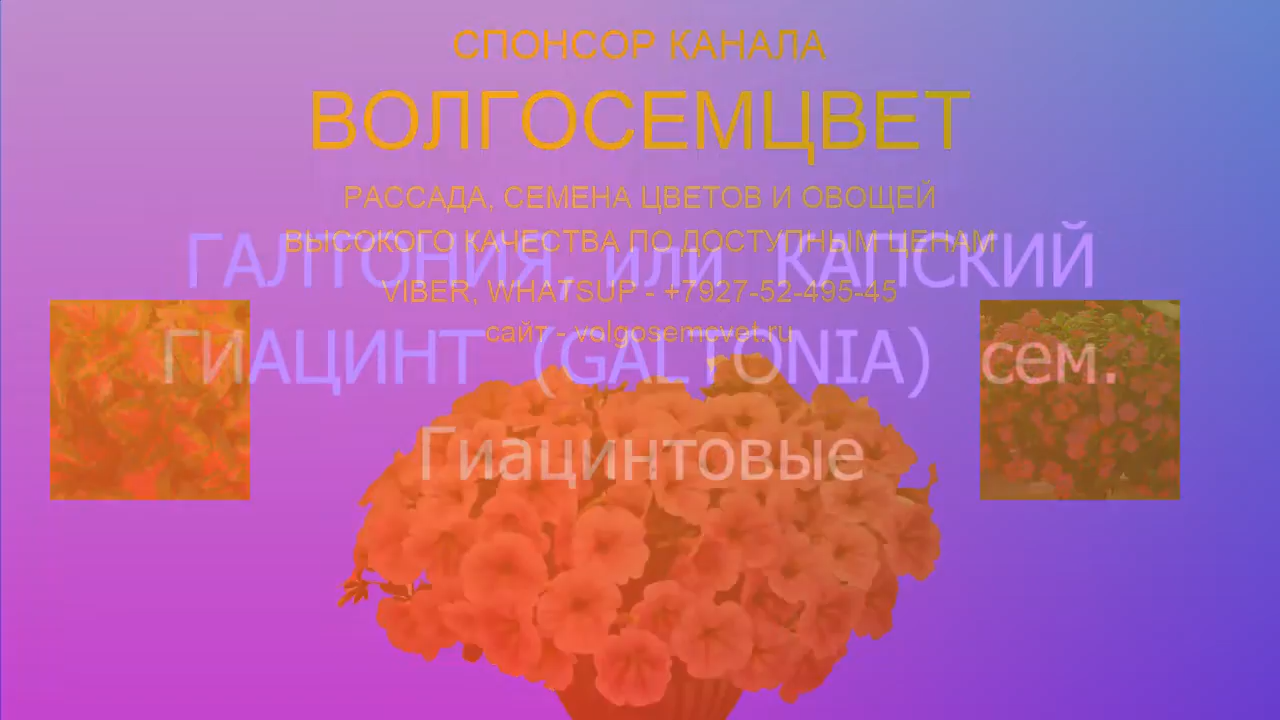 СПОНСОР КАНАЛА
ВОЛГОСЕМЦВЕТ
РАССАДА, СЕМЕНА ЦВЕТОВ И ОВОЩЕЙ
ВЫСОКОГО КАЧЕСТВА ПО ДОСТУПНЫМ ЦЕНАМ
ГАЛТОНИЯ, или КАПСКИЙ
VIBER, WHATSUP - +7927-52-495-45
сайт - volgosemcvet.ru
ГИАЦИНТ (GALTONIA) сем.
Гиацинтовые